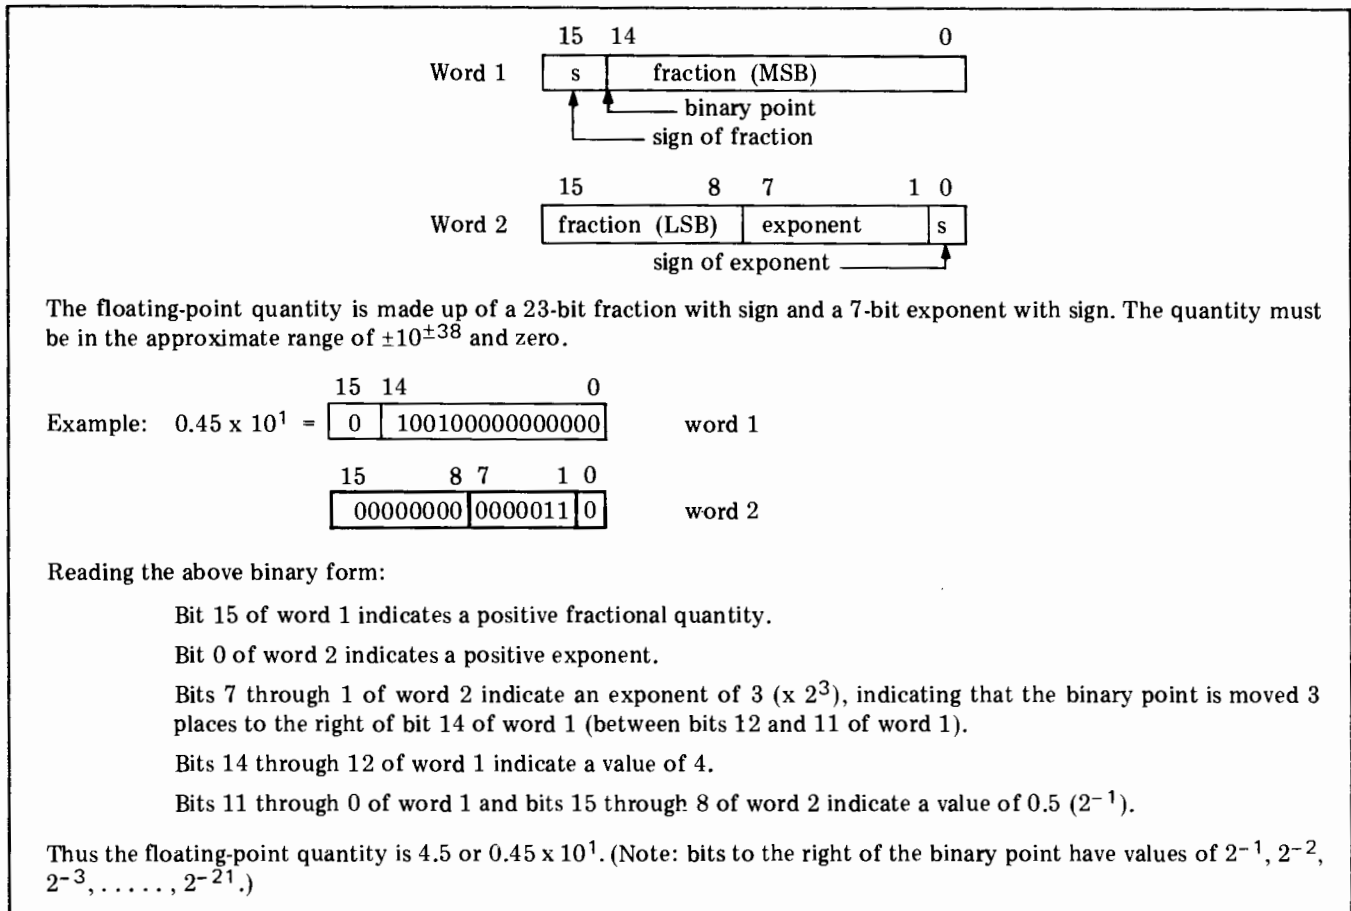 15 14 0
Word 1 s fraction (MSB)
binary point
sign of fraction
15 8 7 1 0
Word 2 fraction (LSB) exponent s
sign of exponent
The floating-point quantity is made up of a 23-bit fraction with sign and a 7-bit exponent with sign. The quantity must
be in the approximate range of ±10±38 and zero.
15 14 0
Example: 0.45 x 10¹ = 0 100100000000000 word 1
15 8 7 1 0
00000000 0000011 0 word 2
Reading the above binary form:
Bit 15 of word 1 indicates a positive fractional quantity.
Bit 0 of word 2 indicates a positive exponent.
Bits 7 through 1 of word 2 indicate an exponent of 3 (x 2³), indicating that the binary point is moved 3
places to the right of bit 14 of word 1 (between bits 12 and 11 of word 1).
Bits 14 through 12 of word 1 indicate a value of 4.
Bits 11 through 0 of word 1 and bits 15 through 8 of word 2 indicate a value of 0.5 (2⁻¹).
Thus the floating-point quantity is 4.5 or 0.45 x 10¹. (Note: bits to the right of the binary point have values of 2⁻¹, 2⁻²,
2⁻³, . . . . . , 2⁻²¹.)